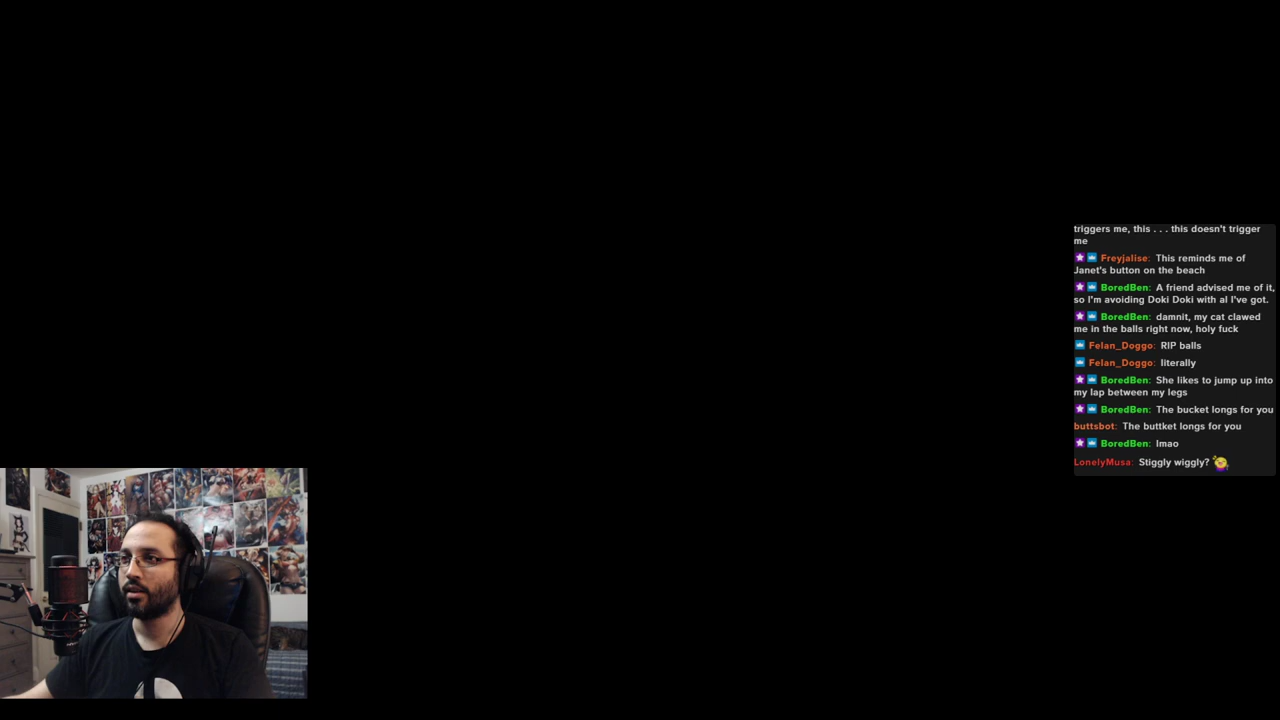 triggers me, this . . . this doesn't trigger
me
Freyjalise: This reminds me of
Janet's button on the beach
BoredBen: A friend advised me of it,
so I'm avoiding Doki Doki with al I've got.
BoredBen: damnit, my cat clawed
me in the balls right now, holy fuck
Felan_Doggo: RIP balls
Felan_Doggo: literally
BoredBen: She likes to jump up into
my lap between my legs
BoredBen: The bucket longs for you
buttsbot: The buttket longs for you
BoredBen: lmao
LonelyMusa: Stiggly wiggly?